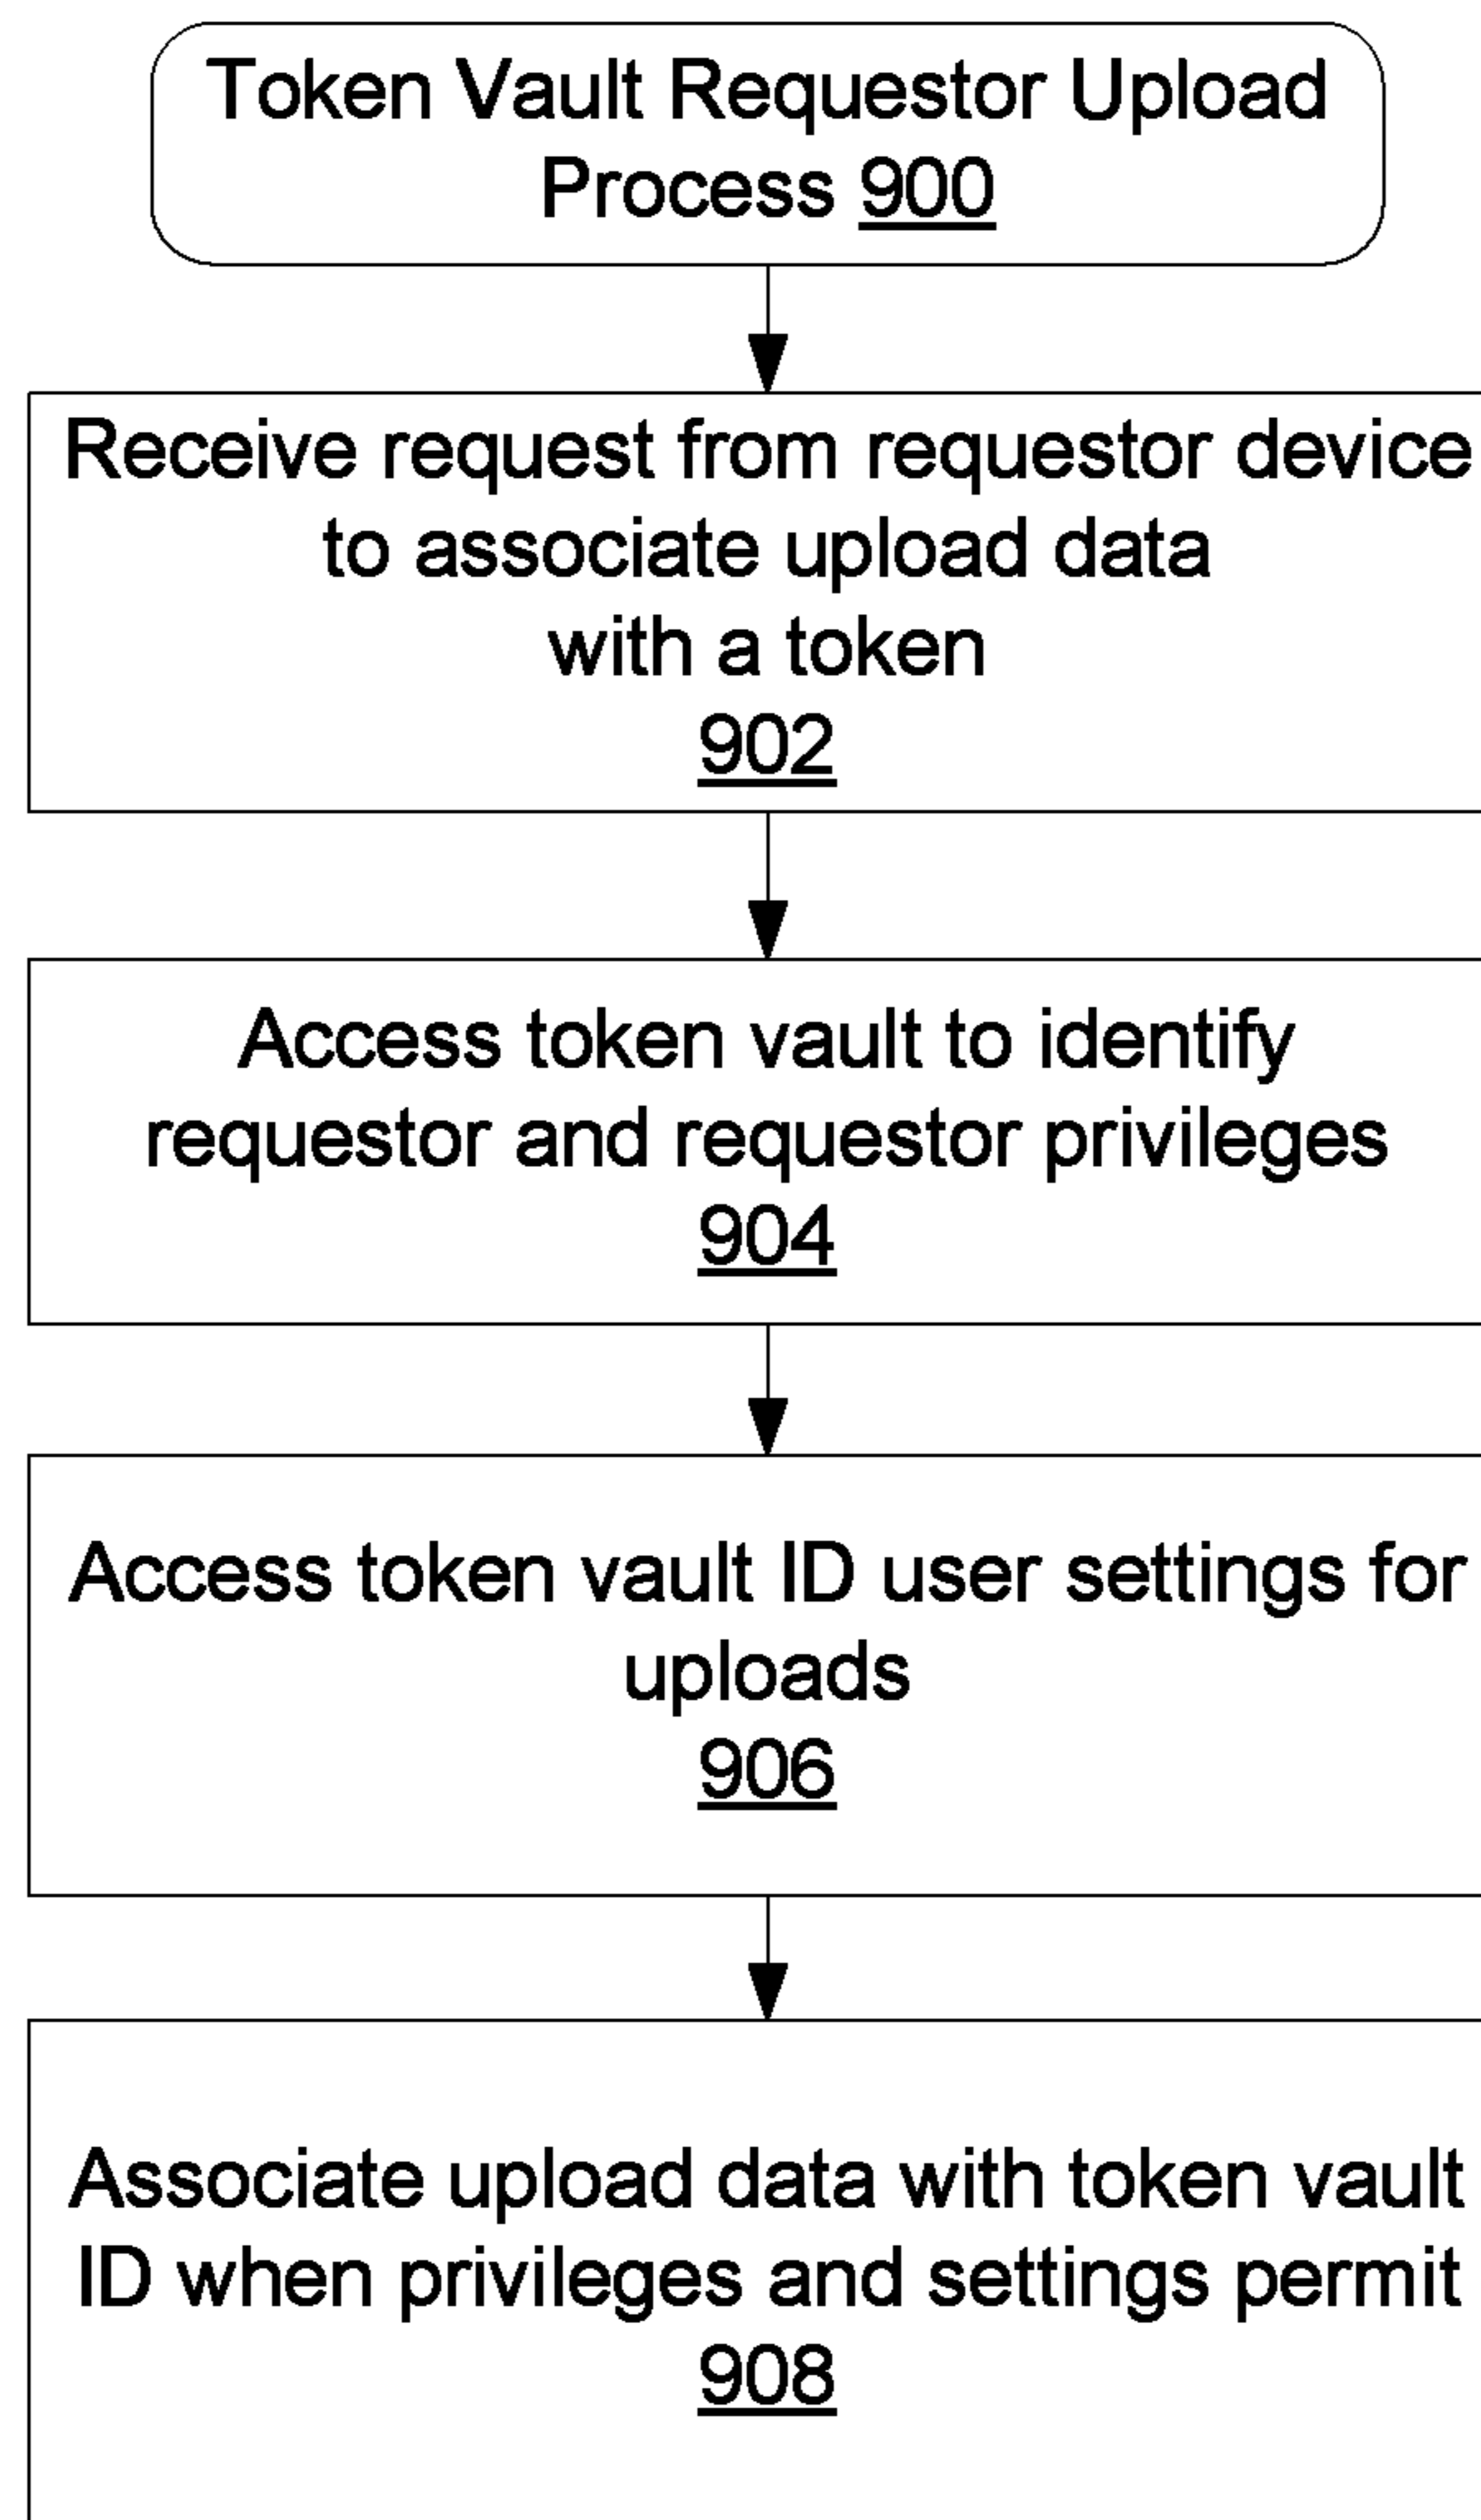 Token Vault Requestor Upload
Process 900
Receive request from requestor device
to associate upload data
with a token
902
Access token vault to identify
requestor and requestor privileges
904
Access token vault ID user settings for
uploads
906
Associate upload data with token vault
ID when privileges and settings permit
908